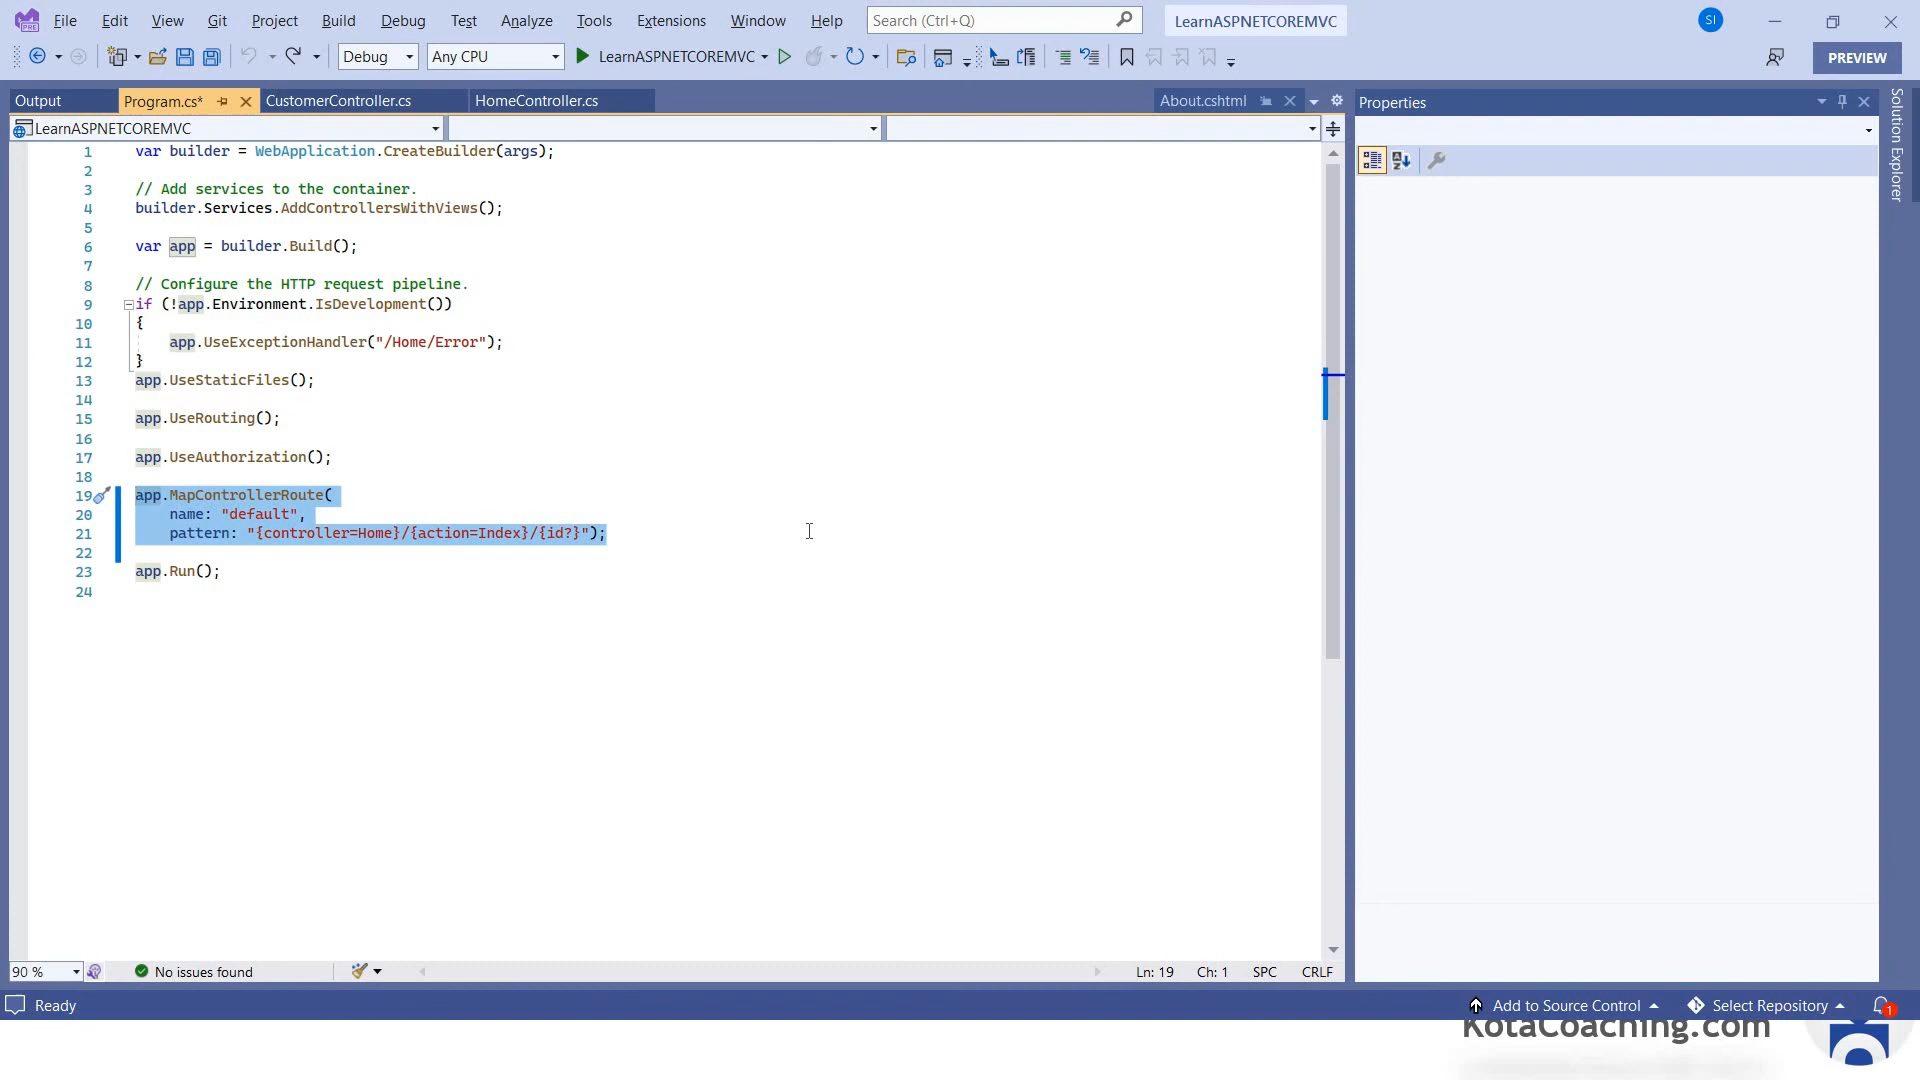 File Edit View Git Project Build Debug Test Analyze Tools Extensions Window Help Search (Ctrl+Q) LearnASPNETCOREMVC SI
Debug Any CPU LearnASPNETCOREMVC PREVIEW
Output Program.cs* CustomerController.cs HomeController.cs About.cshtml Properties
LearnASPNETCOREMVC
Solution Explorer
1 var builder = WebApplication.CreateBuilder(args);
2
3 // Add services to the container.
4 builder.Services.AddControllersWithViews();
5
6 var app = builder.Build();
7
8 // Configure the HTTP request pipeline.
9 if (!app.Environment.IsDevelopment())
10 {
11 app.UseExceptionHandler("/Home/Error");
12 }
13 app.UseStaticFiles();
14
15 app.UseRouting();
16
17 app.UseAuthorization();
18
19 app.MapControllerRoute(
20 name: "default",
21 pattern: "{controller=Home}/{action=Index}/{id?}");
22
23 app.Run();
24
90 % No issues found Ln: 19 Ch: 1 SPC CRLF
Ready Add to Source Control Select Repository 1
KotaCoaching.com